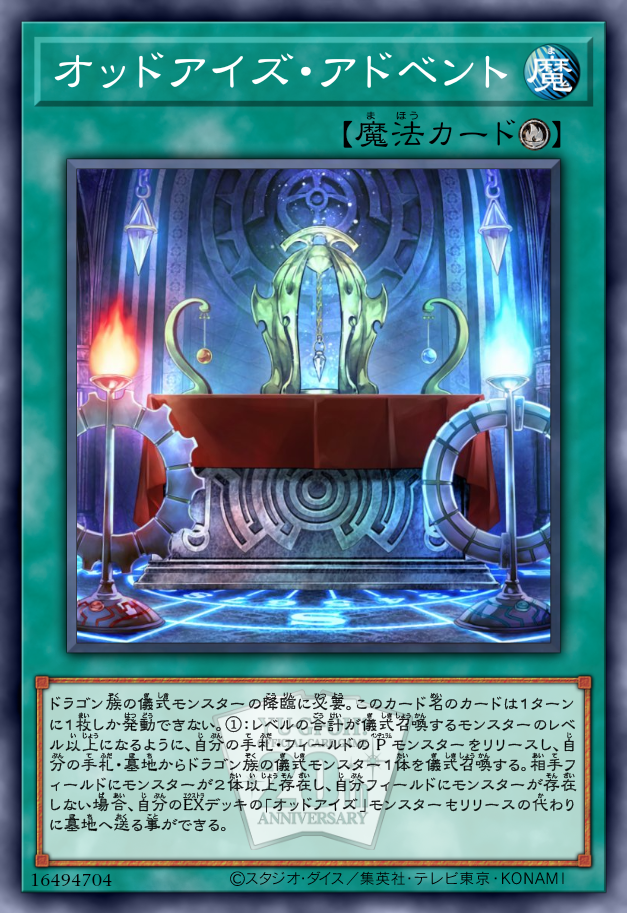 オッドアイズ・アドベント 魔
【魔法カード】
ドラゴン族の儀式モンスターの降臨に必要。このカード名のカードは1ターン
に1枚しか発動できない。①:レベルの合計が儀式召喚するモンスターのレベ
ル以上になるように、自分の手札・フィールドのPモンスターをリリースし、自
分の手札・墓地からドラゴン族の儀式モンスター1体を儀式召喚する。相手フ
ィールドにモンスターが2体以上存在し、自分フィールドにモンスターが存在
しない場合、自分のEXデッキの「オッドアイズ」モンスターもリリースの代わり
に墓地へ送る事ができる。
ANNIVERSARY
16494704 ©スタジオ・ダイス/集英社・テレビ東京・KONAMI